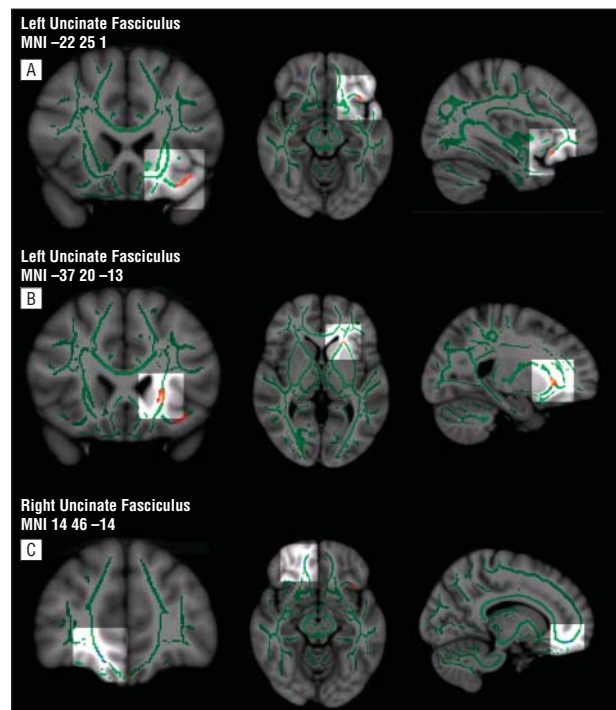 Left Uncinate Fasciculus
MNI –22 25 1
A
Left Uncinate Fasciculus
MNI –37 20 –13
B
Right Uncinate Fasciculus
MNI 14 46 –14
C